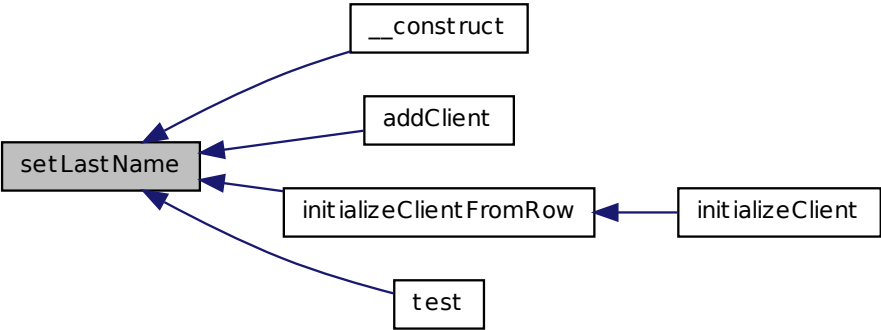 __construct
addClient
setLastName
initializeClientFromRow
initializeClient
test